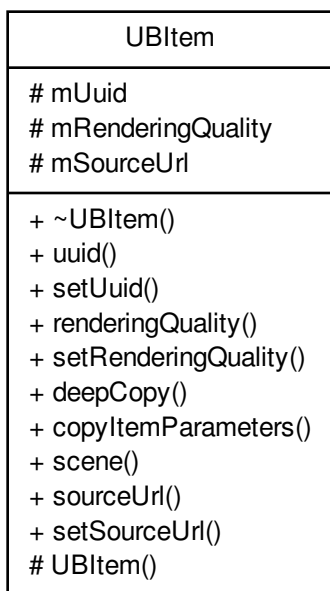 UBItem
# mUuid
# mRenderingQuality
# mSourceUrl
+ ~UBItem()
+ uuid()
+ setUuid()
+ renderingQuality()
+ setRenderingQuality()
+ deepCopy()
+ copyItemParameters()
+ scene()
+ sourceUrl()
+ setSourceUrl()
# UBItem()